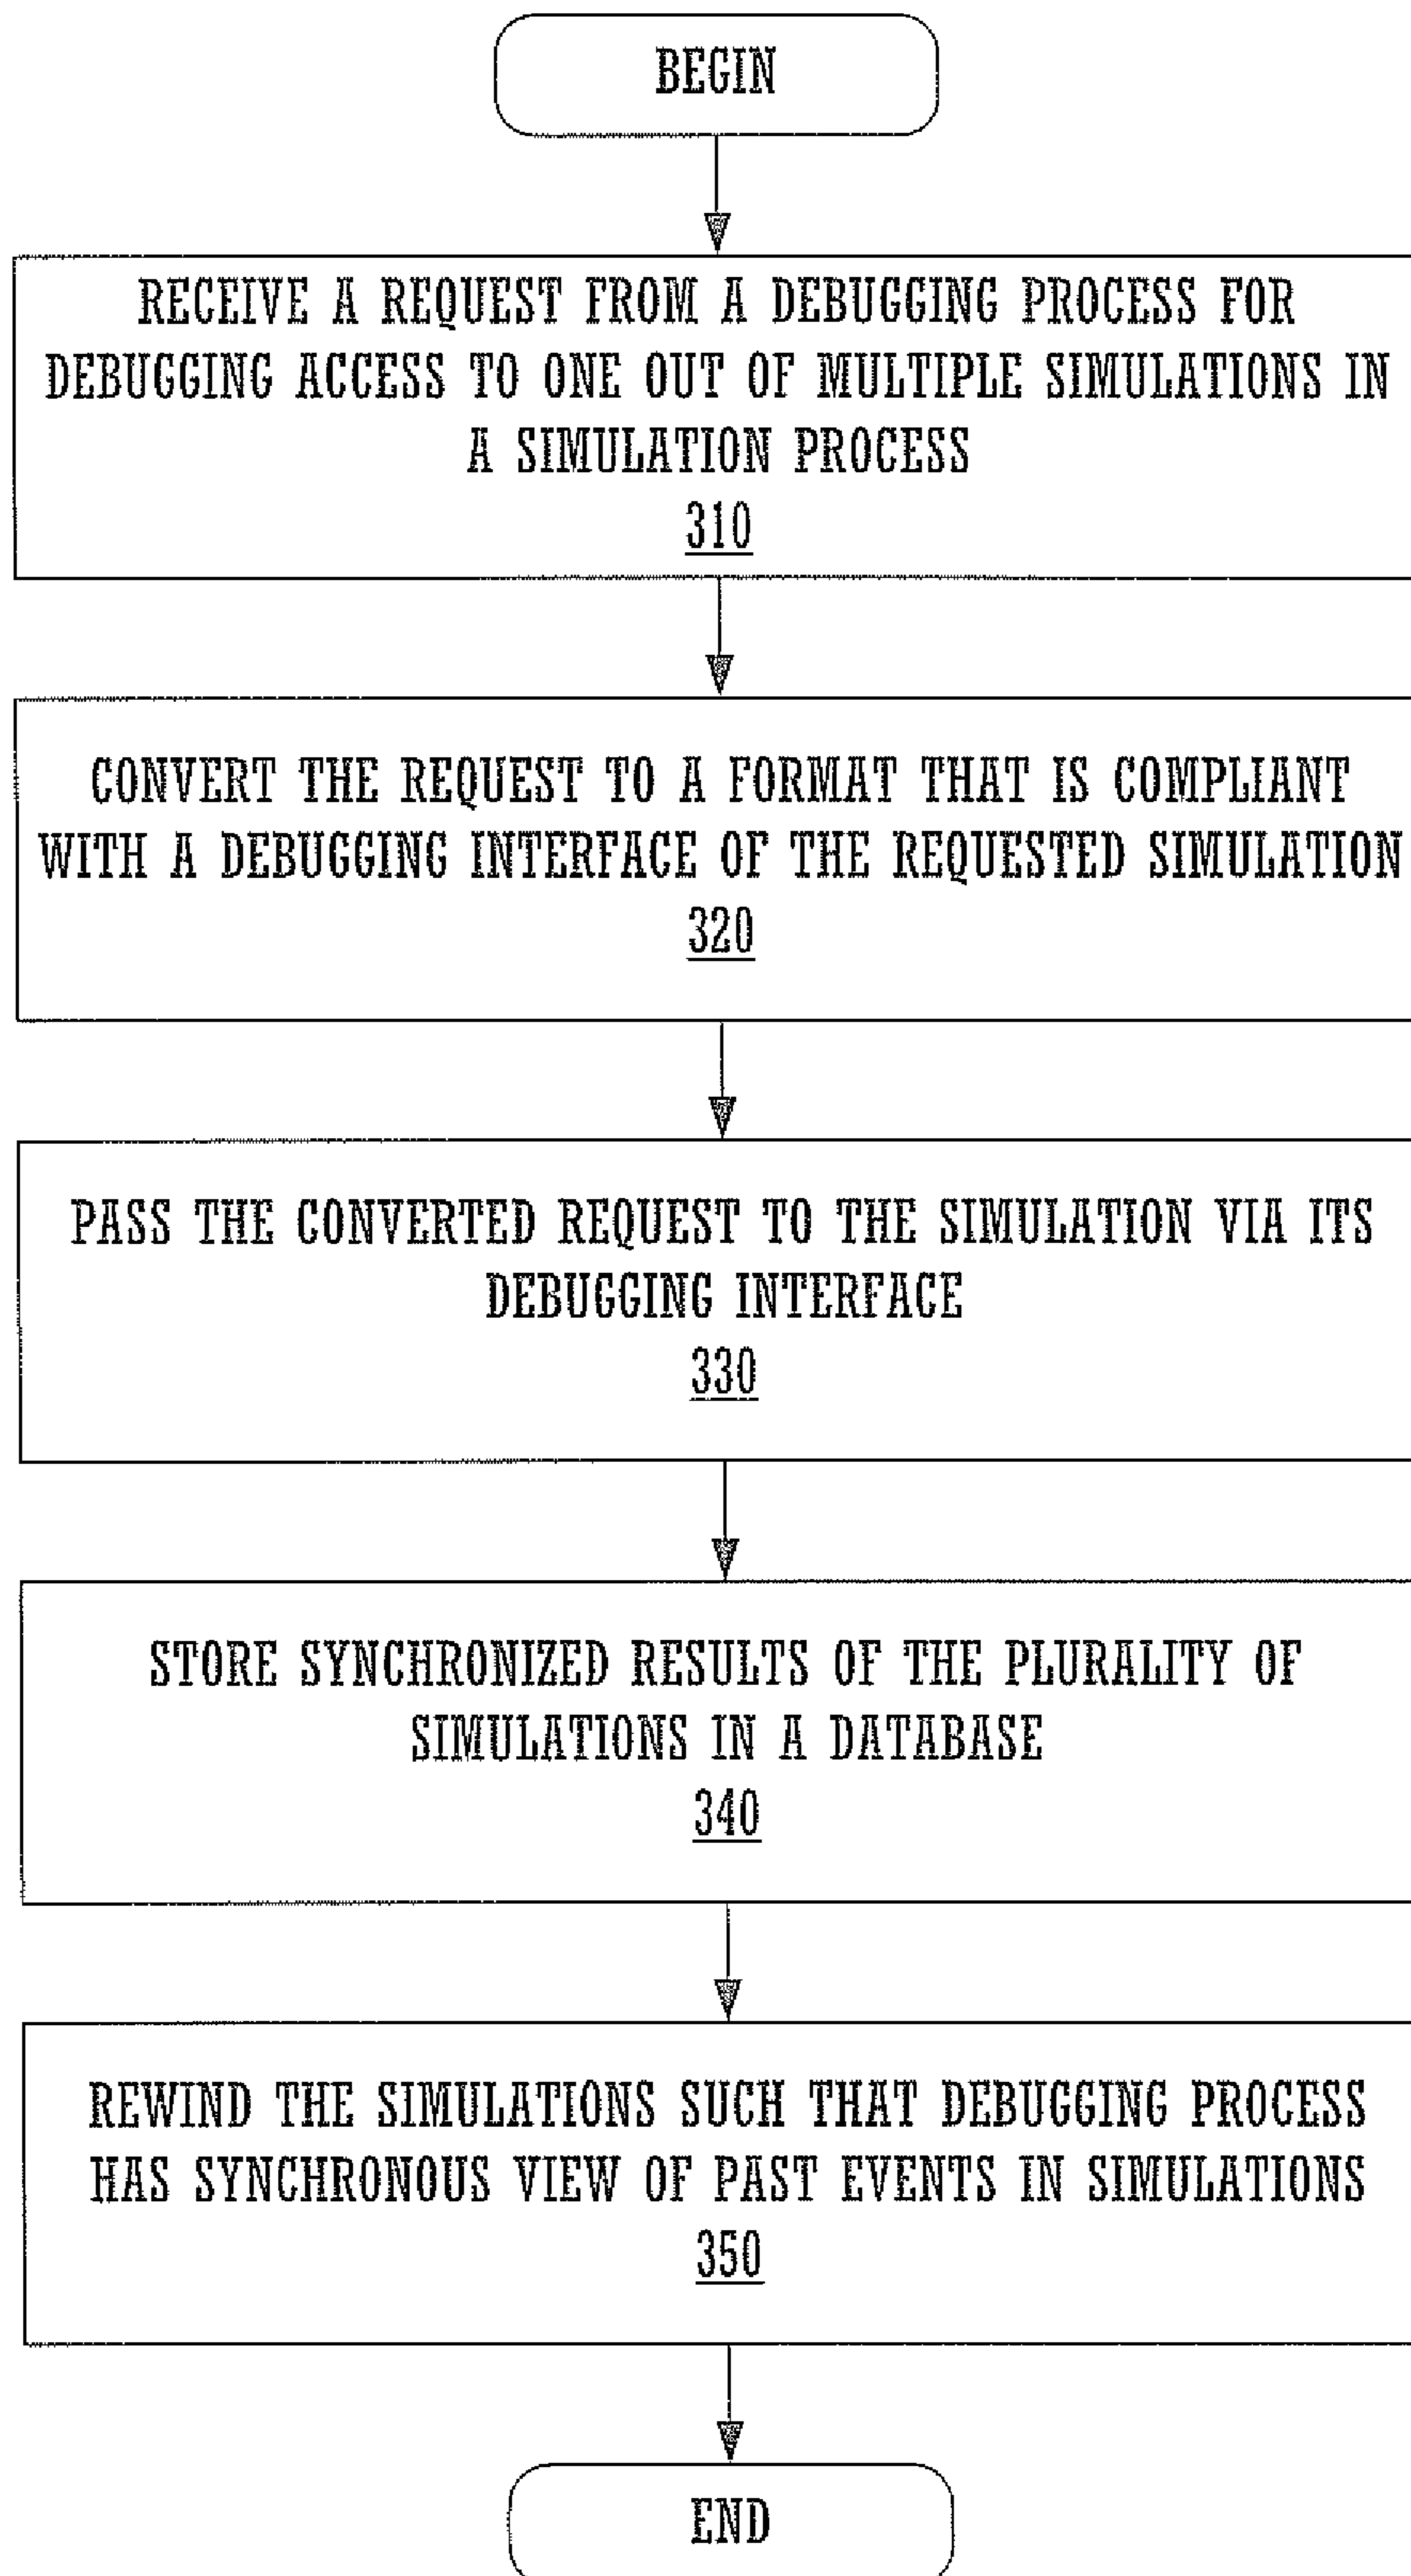 BEGIN
RECEIVE A REQUEST FROM A DEBUGGING PROCESS FOR
DEBUGGING ACCESS TO ONE OUT OF MULTIPLE SIMULATIONS IN
A SIMULATION PROCESS
310
CONVERT THE REQUEST TO A FORMAT THAT IS COMPLIANT
WITH A DEBUGGING INTERFACE OF THE REQUESTED SIMULATION
320
PASS THE CONVERTED REQUEST TO THE SIMULATION VIA ITS
DEBUGGING INTERFACE
330
STORE SYNCHRONIZED RESULTS OF THE PLURALITY OF
SIMULATIONS IN A DATABASE
340
REWIND THE SIMULATIONS SUCH THAT DEBUGGING PROCESS
HAS SYNCHRONOUS VIEW OF PAST EVENTS IN SIMULATIONS
350
END